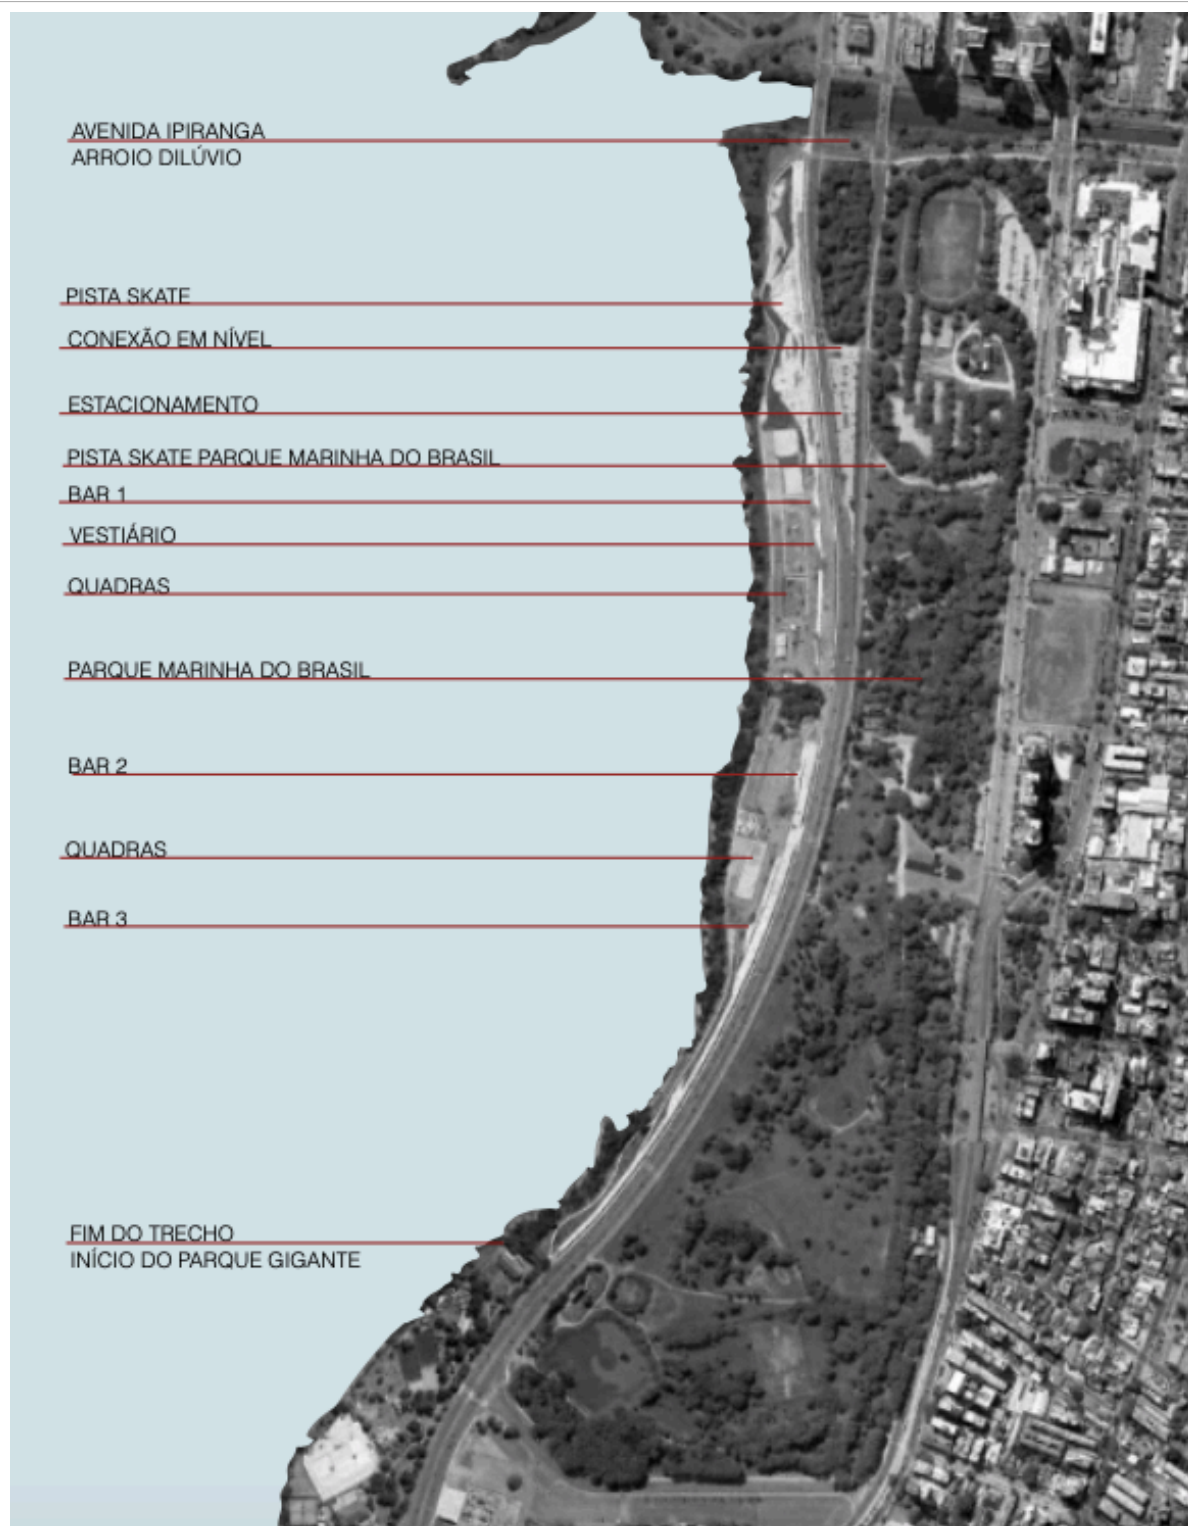 AVENIDA IPIRANGA
ARROIO DILÚVIO
PISTA SKATE
CONEXÃO EM NÍVEL
ESTACIONAMENTO
PISTA SKATE PARQUE MARINHA DO BRASIL
BAR 1
VESTIÁRIO
QUADRAS
PARQUE MARINHA DO BRASIL
BAR 2
QUADRAS
BAR 3
FIM DO TRECHO
INÍCIO DO PARQUE GIGANTE